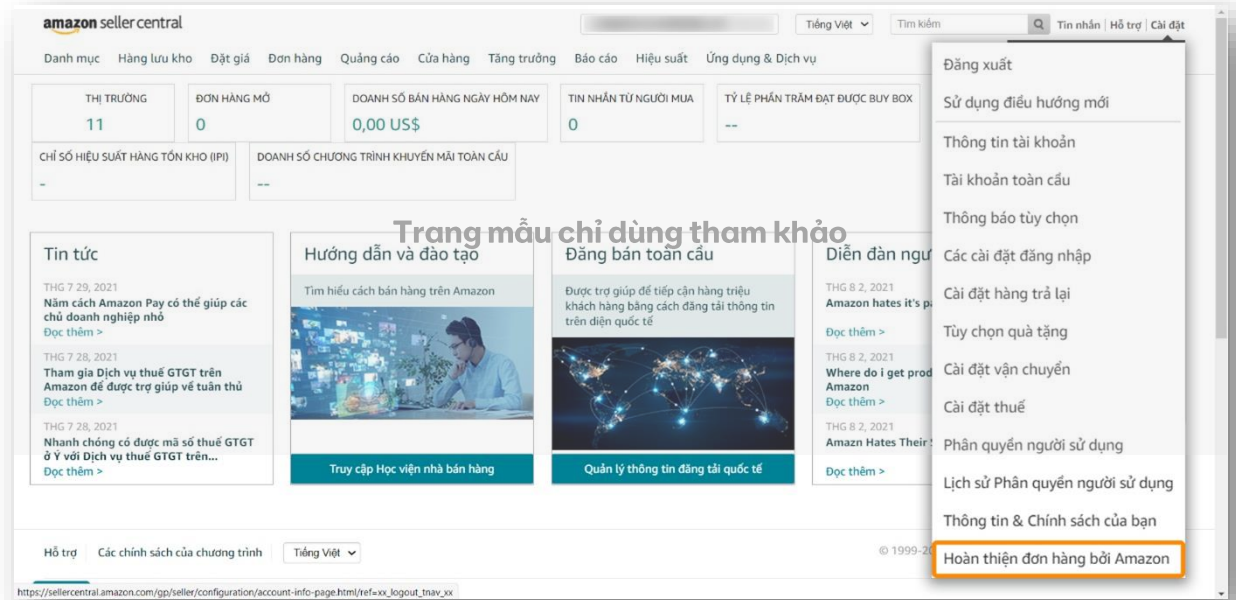 amazon seller central
Tiếng Việt
Tìm kiếm
Tin nhắn | Hỗ trợ | Cài đặt
Danh mục Hàng lưu kho Đặt giá Đơn hàng Quảng cáo Cửa hàng Tăng trưởng Báo cáo Hiệu suất Ứng dụng & Dịch vụ
THỊ TRƯỜNG
11
ĐƠN HÀNG MỞ
0
DOANH SỐ BÁN HÀNG NGÀY HÔM NAY
0,00 US$
TIN NHẮN TỪ NGƯỜI MUA
0
TỶ LỆ PHẦN TRĂM ĐẠT ĐƯỢC BUY BOX
--
CHỈ SỐ HIỆU SUẤT HÀNG TỒN KHO (IPI)
-
DOANH SỐ CHƯƠNG TRÌNH KHUYẾN MÃI TOÀN CẦU
--
Trang mẫu chỉ dùng tham khảo
Tin tức
THG 7 29, 2021
Năm cách Amazon Pay có thể giúp các
chủ doanh nghiệp nhỏ
Đọc thêm >
THG 7 28, 2021
Tham gia Dịch vụ thuế GTGT trên
Amazon để được trợ giúp về tuân thủ
Đọc thêm >
THG 7 28, 2021
Nhanh chóng có được mã số thuế GTGT
ở Ý với Dịch vụ thuế GTGT trên...
Đọc thêm >
Hướng dẫn và đào tạo
Tìm hiểu cách bán hàng trên Amazon
Truy cập Học viện nhà bán hàng
Đăng bán toàn cầu
Được trợ giúp để tiếp cận hàng triệu
khách hàng bằng cách đăng tải thông tin
trên diện quốc tế
Quản lý thông tin đăng tải quốc tế
Diễn đàn ngư
THG 8 2, 2021
Amazon hates it's p
Đọc thêm >
THG 8 2, 2021
Where do i get prod
Amazon
Đọc thêm >
THG 8 2, 2021
Amazn Hates Their
Đọc thêm >
Đăng xuất
Sử dụng điều hướng mới
Thông tin tài khoản
Tài khoản toàn cầu
Thông báo tùy chọn
Các cài đặt đăng nhập
Cài đặt hàng trả lại
Tùy chọn quà tặng
Cài đặt vận chuyển
Cài đặt thuế
Phân quyền người sử dụng
Lịch sử Phân quyền người sử dụng
Thông tin & Chính sách của bạn
Hoàn thiện đơn hàng bởi Amazon
Hỗ trợ Các chính sách của chương trình Tiếng Việt
© 1999-20
https://sellercentral.amazon.com/gp/seller/configuration/account-info-page.html/ref=xx_logout_tnav_xx